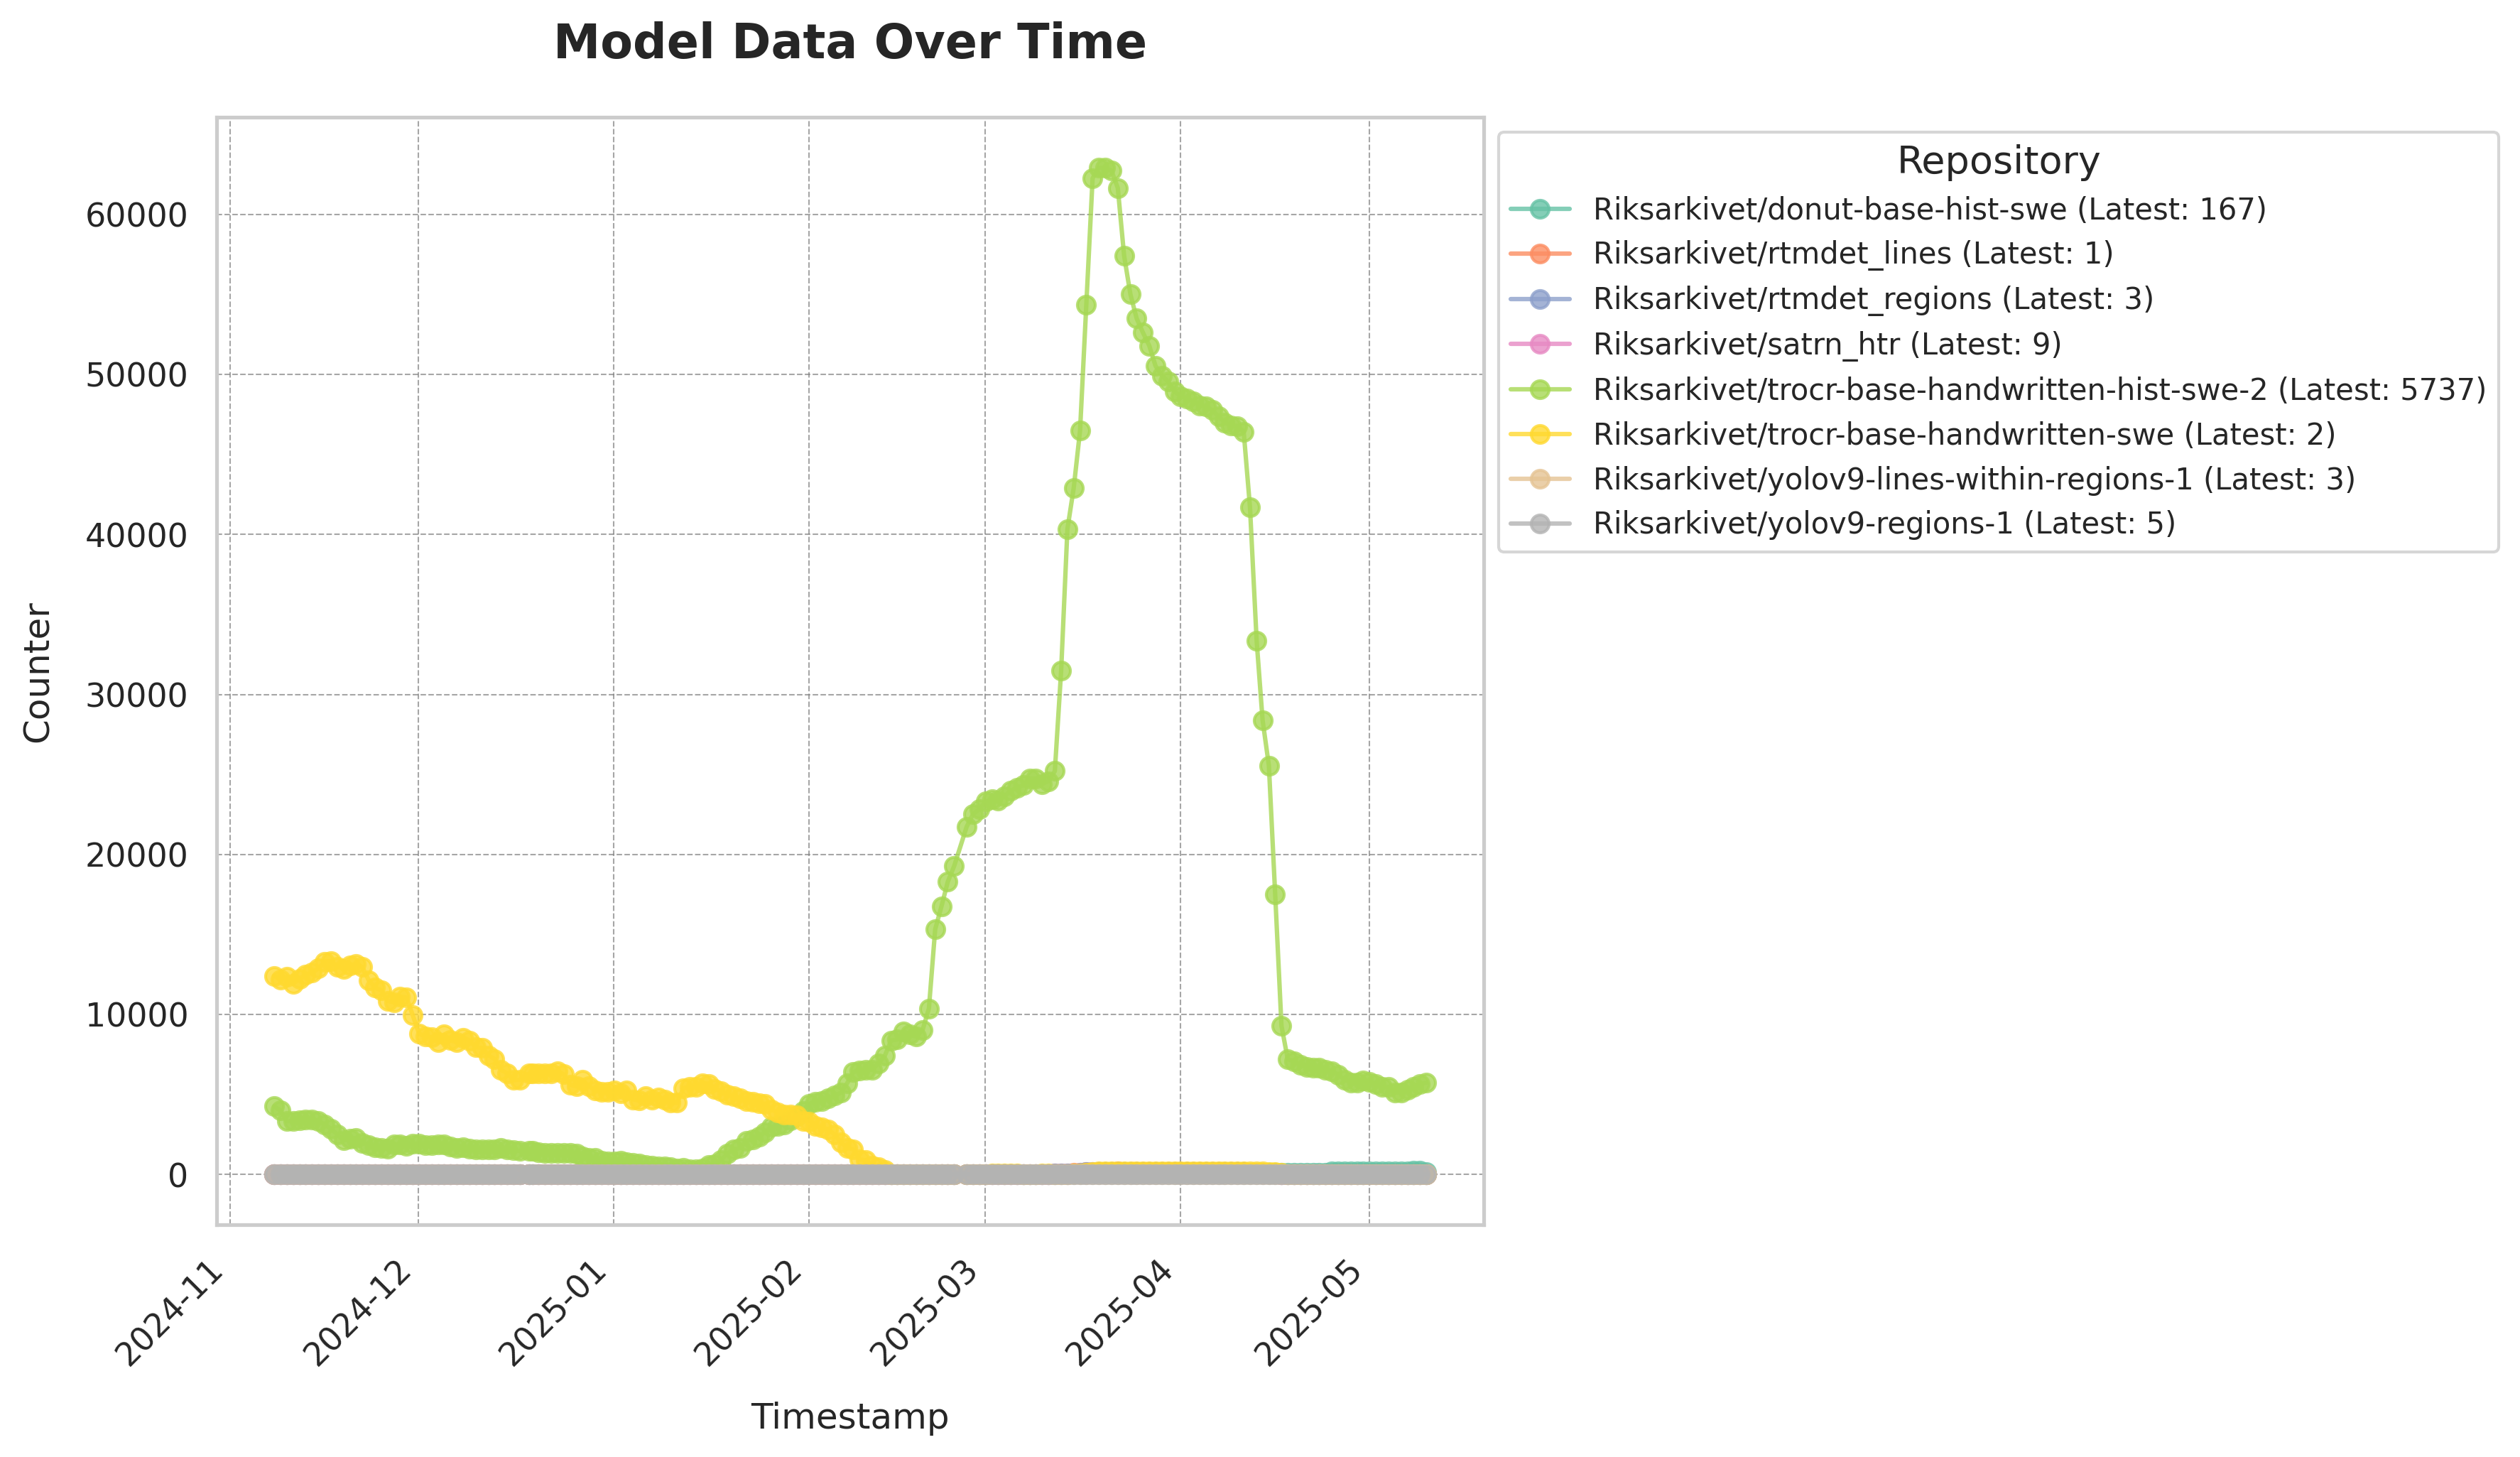 Model Data Over Time
Counter
60000
50000
40000
30000
20000
10000
0
2024-11
2024-12
2025-01
2025-02
2025-03
2025-04
2025-05
Timestamp
Repository
Riksarkivet/donut-base-hist-swe (Latest: 167)
Riksarkivet/rtmdet_lines (Latest: 1)
Riksarkivet/rtmdet_regions (Latest: 3)
Riksarkivet/satrn_htr (Latest: 9)
Riksarkivet/trocr-base-handwritten-hist-swe-2 (Latest: 5737)
Riksarkivet/trocr-base-handwritten-swe (Latest: 2)
Riksarkivet/yolov9-lines-within-regions-1 (Latest: 3)
Riksarkivet/yolov9-regions-1 (Latest: 5)